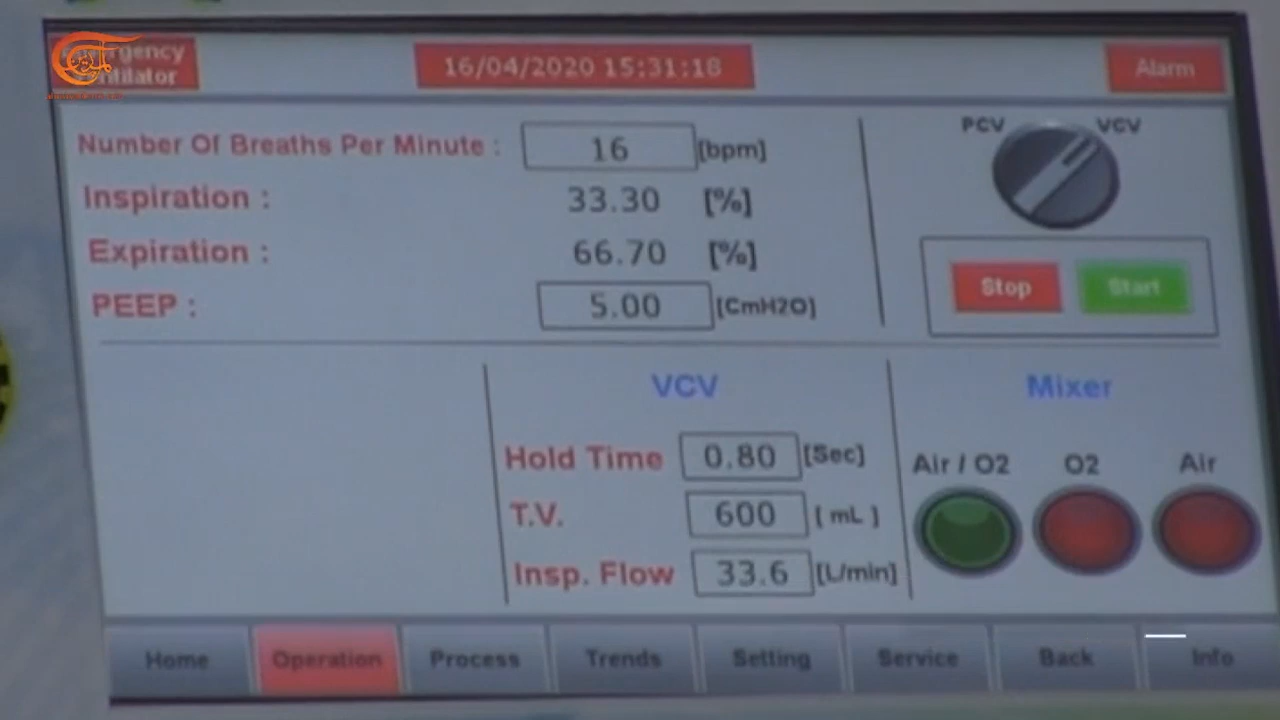 Emergency
Ventilator
16/04/2020 15:31:18
Alarm
Number Of Breaths Per Minute : 16 [bpm]
Inspiration : 33.30 [%]
Expiration : 66.70 [%]
PEEP : 5.00 [CmH2O]
PCV VCV
Stop Start
VCV
Hold Time 0.80 [Sec]
T.V. 600 [ mL ]
Insp. Flow 33.6 [L/min]
Mixer
Air / O2 O2 Air
Home Operation Process Trends Setting Service Back Info